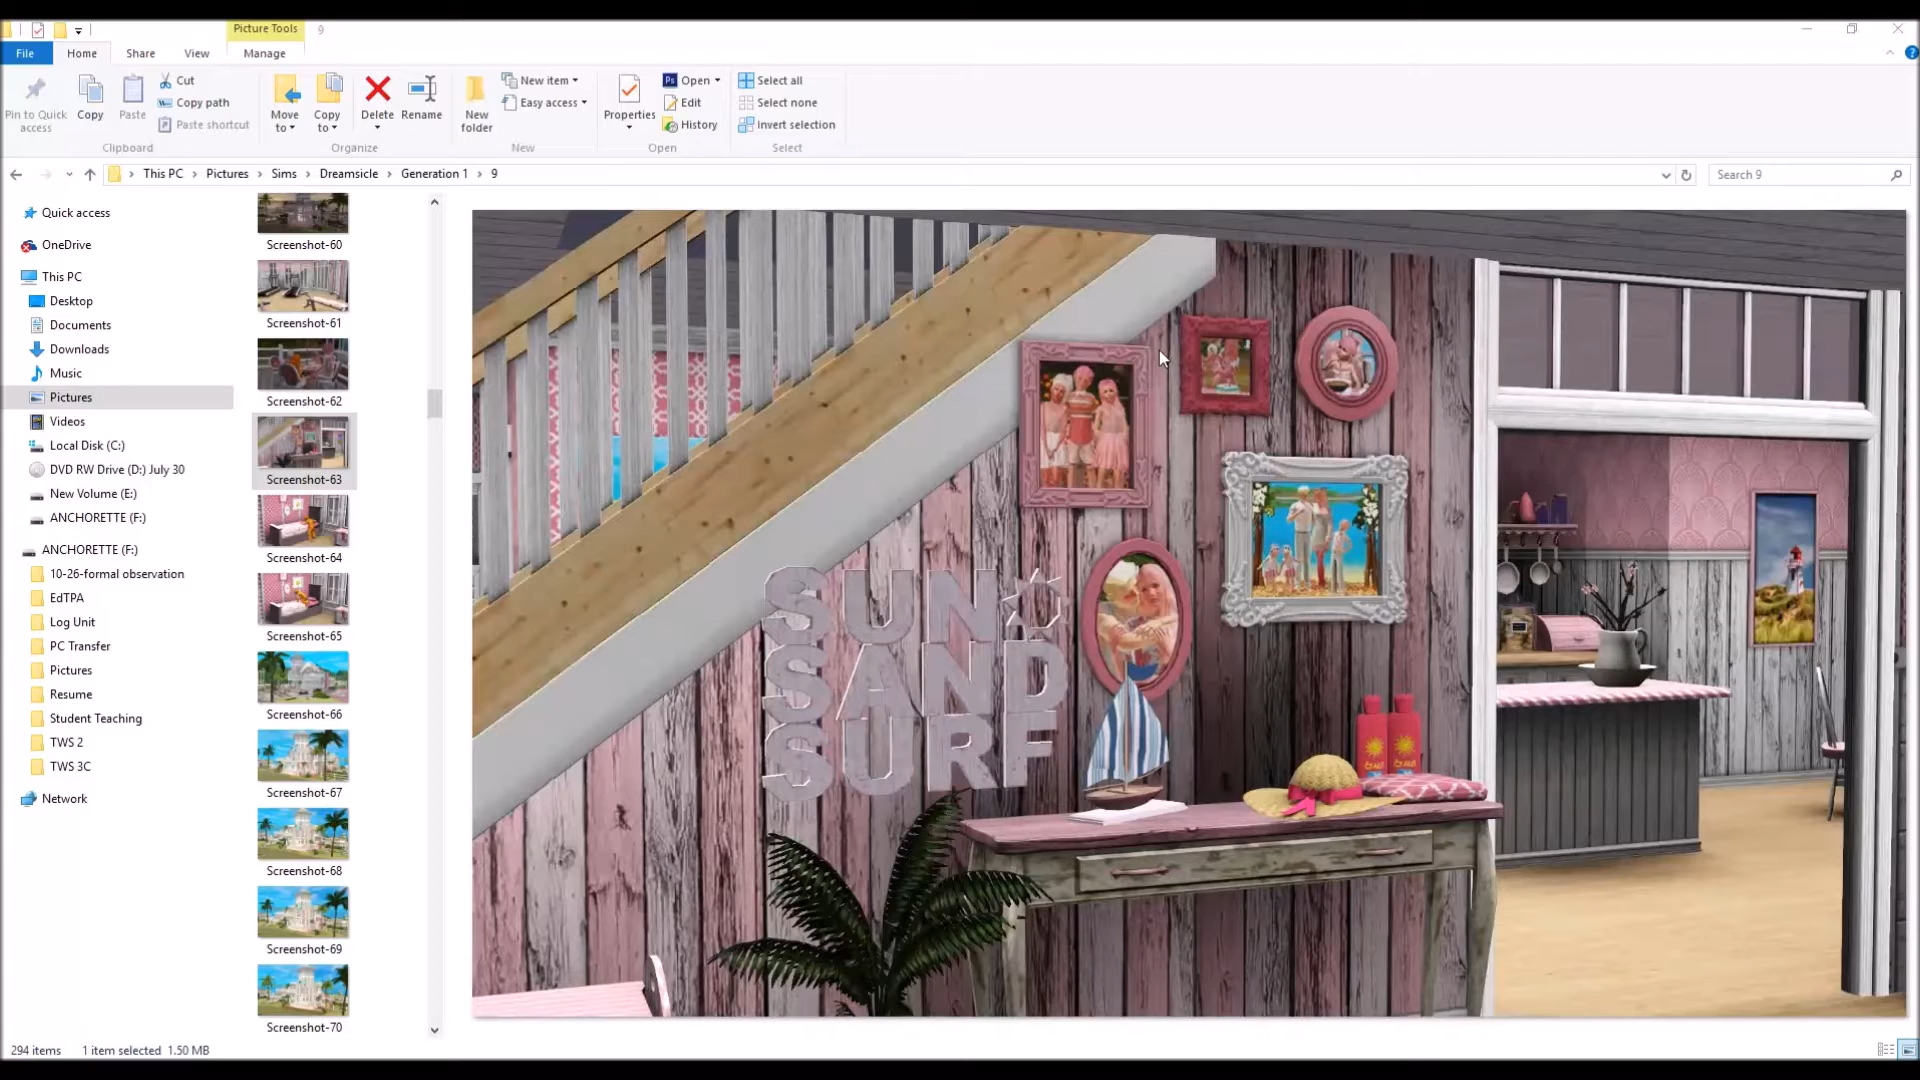 Picture Tools
9
File
Home
Share
View
Manage
Pin to Quick access
Copy
Paste
Cut
Copy path
Paste shortcut
Clipboard
Move to
Copy to
Delete
Rename
Organize
New folder
New item
Easy access
New
Properties
Open
Edit
History
Open
Select all
Select none
Invert selection
Select
This PC
Pictures
Sims
Dreamsicle
Generation 1
9
Search 9
Quick access
OneDrive
This PC
Desktop
Documents
Downloads
Music
Pictures
Videos
Local Disk (C:)
DVD RW Drive (D:) July 30
New Volume (E:)
ANCHORETTE (F:)
ANCHORETTE (F:)
10-26-formal observation
EdTPA
Log Unit
PC Transfer
Pictures
Resume
Student Teaching
TWS 2
TWS 3C
Network
Screenshot-60
Screenshot-61
Screenshot-62
Screenshot-63
Screenshot-64
Screenshot-65
Screenshot-66
Screenshot-67
Screenshot-68
Screenshot-69
Screenshot-70
SUN
SAND
SURF
294 items
1 item selected 1.50 MB